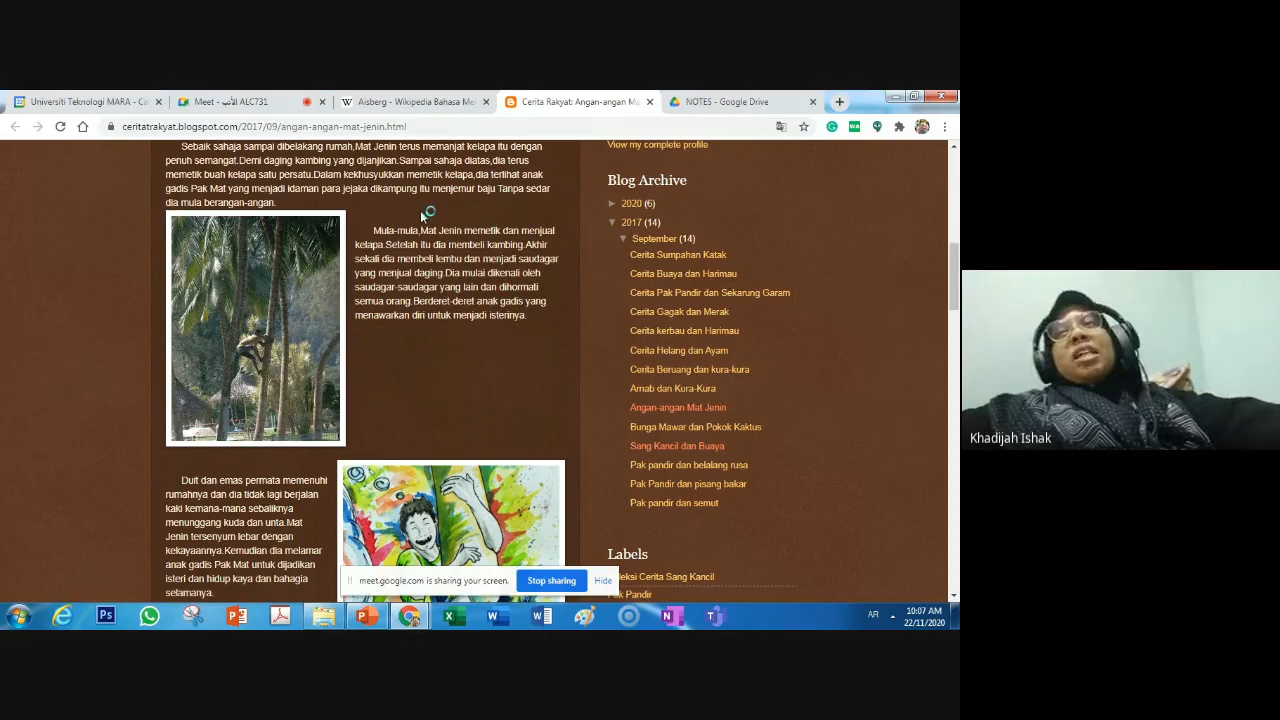 Universiti Teknologi MARA - Ca
Meet - الأدب ALC731
Aisberg - Wikipedia Bahasa Me
Cerita Rakyat: Angan-angan Ma
NOTES - Google Drive
ceritatrakyat.blogspot.com/2017/09/angan-angan-mat-jenin.html
Sebaik sahaja sampai dibelakang rumah,Mat Jenin terus memanjat kelapa itu dengan
penuh semangat.Demi daging kambing yang dijanjikan.Sampai sahaja diatas,dia terus
memetik buah kelapa satu persatu.Dalam kekhusyukkan memetik kelapa,dia terlihat anak
gadis Pak Mat yang menjadi idaman para jejaka dikampung itu menjemur baju Tanpa sedar
dia mula berangan-angan.
Mula-mula,Mat Jenin memetik dan menjual
kelapa.Setelah itu dia membeli kambing.Akhir
sekali dia membeli lembu dan menjadi saudagar
yang menjual daging.Dia mulai dikenali oleh
saudagar-saudagar yang lain dan dihormati
semua orang.Berderet-deret anak gadis yang
menawarkan diri untuk menjadi isterinya.
Duit dan emas permata memenuhi
rumahnya dan dia tidak lagi berjalan
kaki kemana-mana sebaliknya
menunggang kuda dan unta.Mat
Jenin tersenyum lebar dengan
kekayaannya.Kemudian dia melamar
anak gadis Pak Mat untuk dijadikan
isteri dan hidup kaya dan bahagia
selamanya.
View my complete profile
Blog Archive
► 2020 (6)
▼ 2017 (14)
▼ September (14)
Cerita Sumpahan Katak
Cerita Buaya dan Harimau
Cerita Pak Pandir dan Sekarung Garam
Cerita Gagak dan Merak
Cerita kerbau dan Harimau
Cerita Helang dan Ayam
Cerita Beruang dan kura-kura
Arnab dan Kura-Kura
Angan-angan Mat Jenin
Bunga Mawar dan Pokok Kaktus
Sang Kancil dan Buaya
Pak pandir dan belalang rusa
Pak Pandir dan pisang bakar
Pak pandir dan semut
Labels
leksi Cerita Sang Kancil
Pandir
meet.google.com is sharing your screen.
Stop sharing
Hide
AR
10:07 AM
22/11/2020
Khadijah Ishak